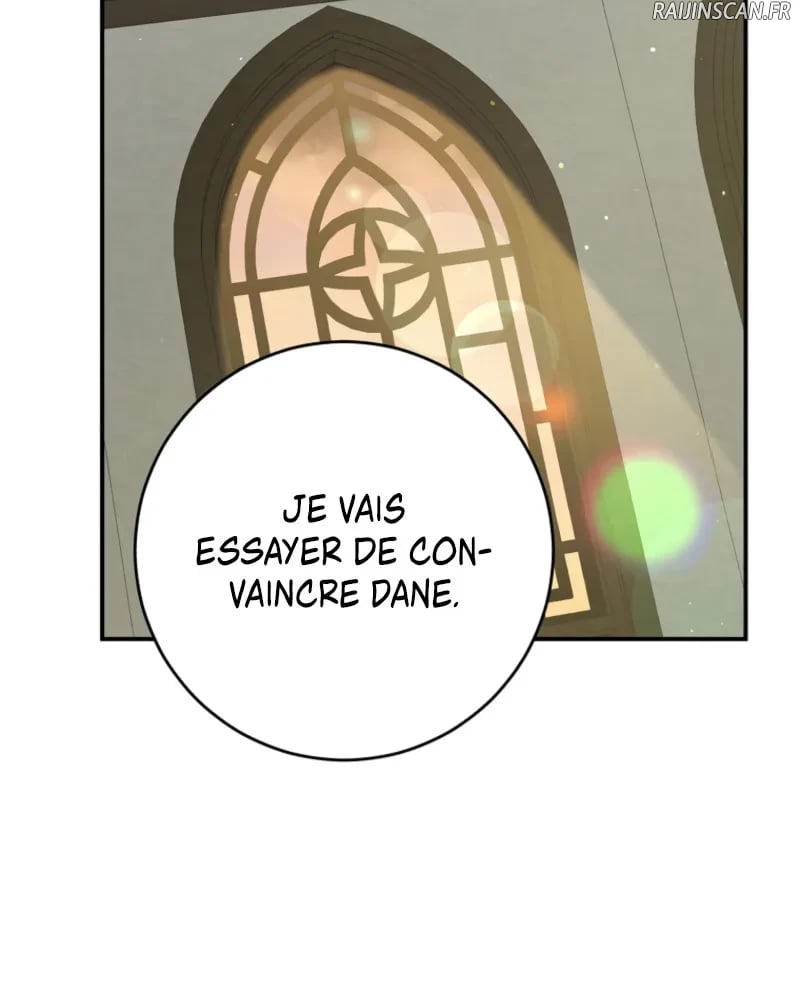 RAIJINSCAN.FR
JE VAIS
ESSAYER DE CON-
VAINCRE DANE.